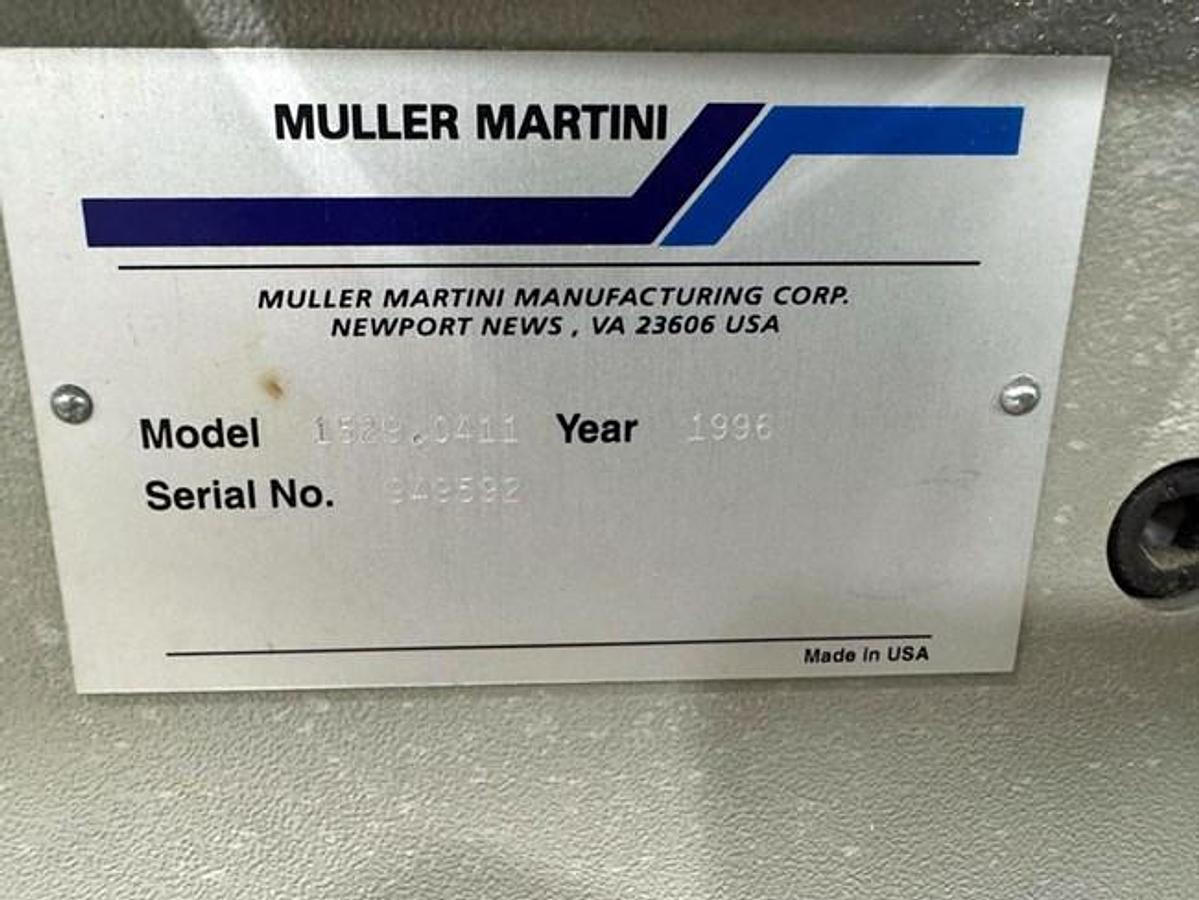 MULLER MARTINI
MULLER MARTINI MANUFACTURING CORP.
NEWPORT NEWS , VA 23606 USA
Model 1529.0411 Year 1996
Serial No. 949592
Made in USA